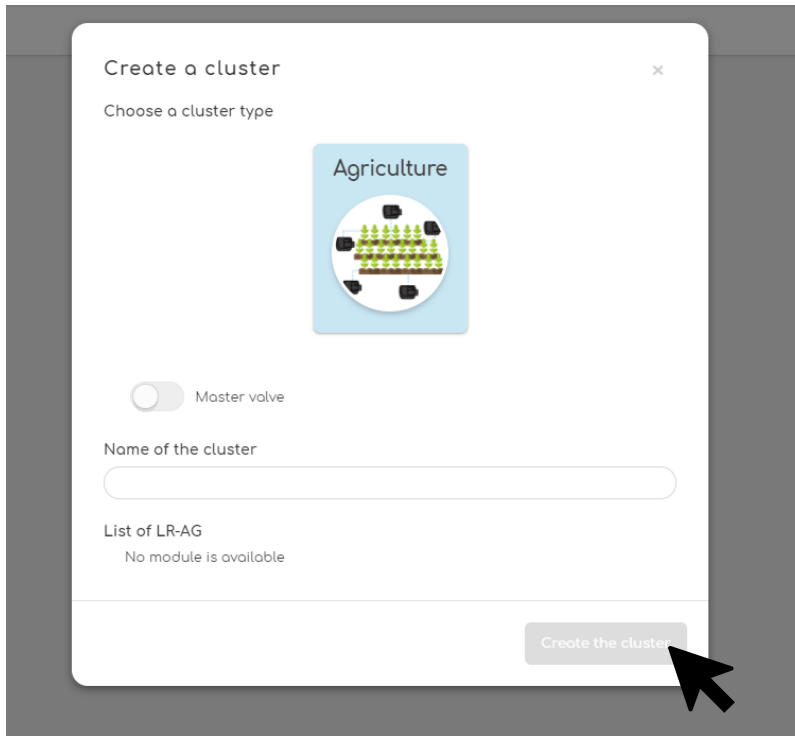 Create a cluster
×
Choose a cluster type
Agriculture
Master valve
Name of the cluster
List of LR-AG
No module is available
Create the cluster